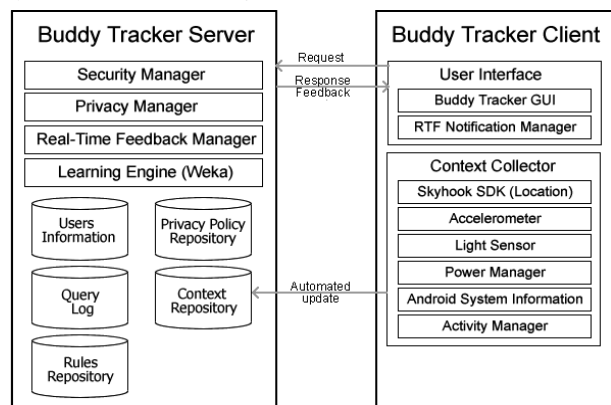 Buddy Tracker Server
Security Manager
Privacy Manager
Real-Time Feedback Manager
Learning Engine (Weka)
Users
Information
Privacy Policy
Repository
Query
Log
Context
Repository
Rules
Repository
Request
Response
Feedback
Automated
update
Buddy Tracker Client
User Interface
Buddy Tracker GUI
RTF Notification Manager
Context Collector
Skyhook SDK (Location)
Accelerometer
Light Sensor
Power Manager
Android System Information
Activity Manager